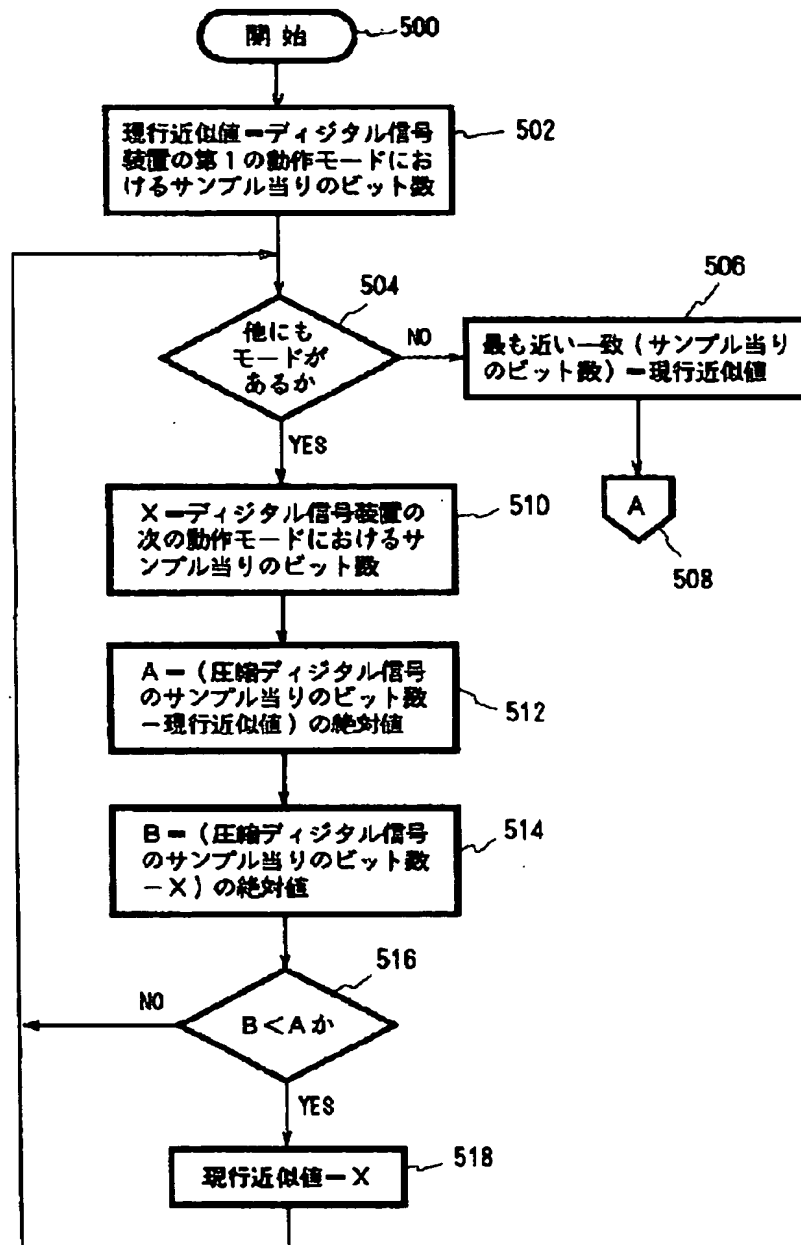 開始
500
現行近似値=ディジタル信号
装置の第1の動作モードにお
けるサンプル当りのビット数
502
504
他にも
モードが
あるか
NO
506
最も近い一致(サンプル当り
のビット数)=現行近似値
A
508
YES
X=ディジタル信号装置の
次の動作モードにおけるサ
ンプル当りのビット数
510
A=(圧縮ディジタル信号
のサンプル当りのビット数
-現行近似値)の絶対値
512
B=(圧縮ディジタル信号
のサンプル当りのビット数
-X)の絶対値
514
516
B<Aか
NO
YES
現行近似値=X
518